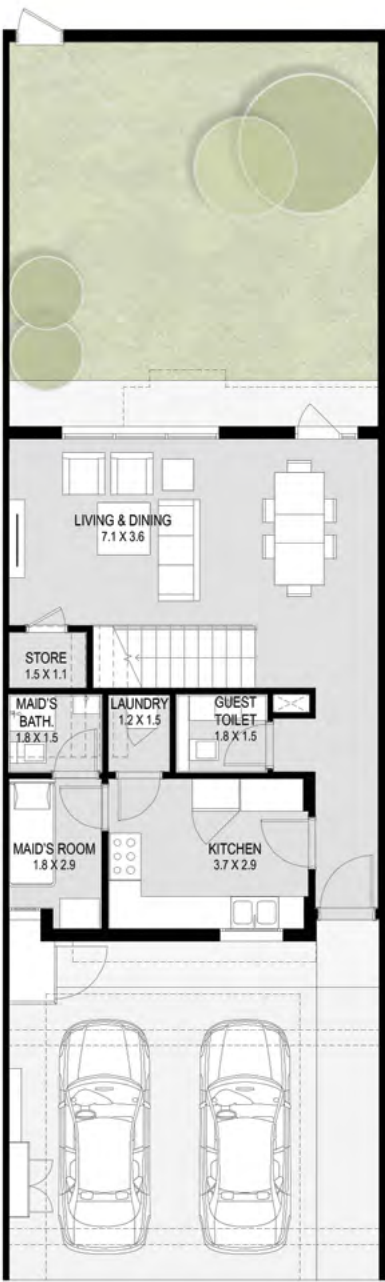 LIVING & DINING
7.1 X 3.6
STORE
1.5 X 1.1
MAID'S
BATH.
1.8 X 1.5
LAUNDRY
1.2 X 1.5
GUEST
TOILET
1.8 X 1.5
MAID'S ROOM
1.8 X 2.9
KITCHEN
3.7 X 2.9